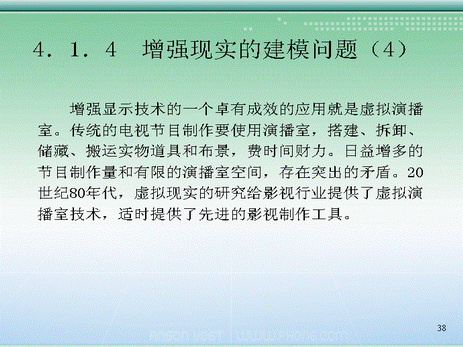 4．1．4　增强现实的建模问题（4）
增强显示技术的一个卓有成效的应用就是虚拟演播
室。传统的电视节目制作要使用演播室，搭建、拆卸、
储藏、搬运实物道具和布景，费时间财力。日益增多的
节目制作量和有限的演播室空间，存在突出的矛盾。20
世纪80年代，虚拟现实的研究给影视行业提供了虚拟演
播室技术，适时提供了先进的影视制作工具。
38